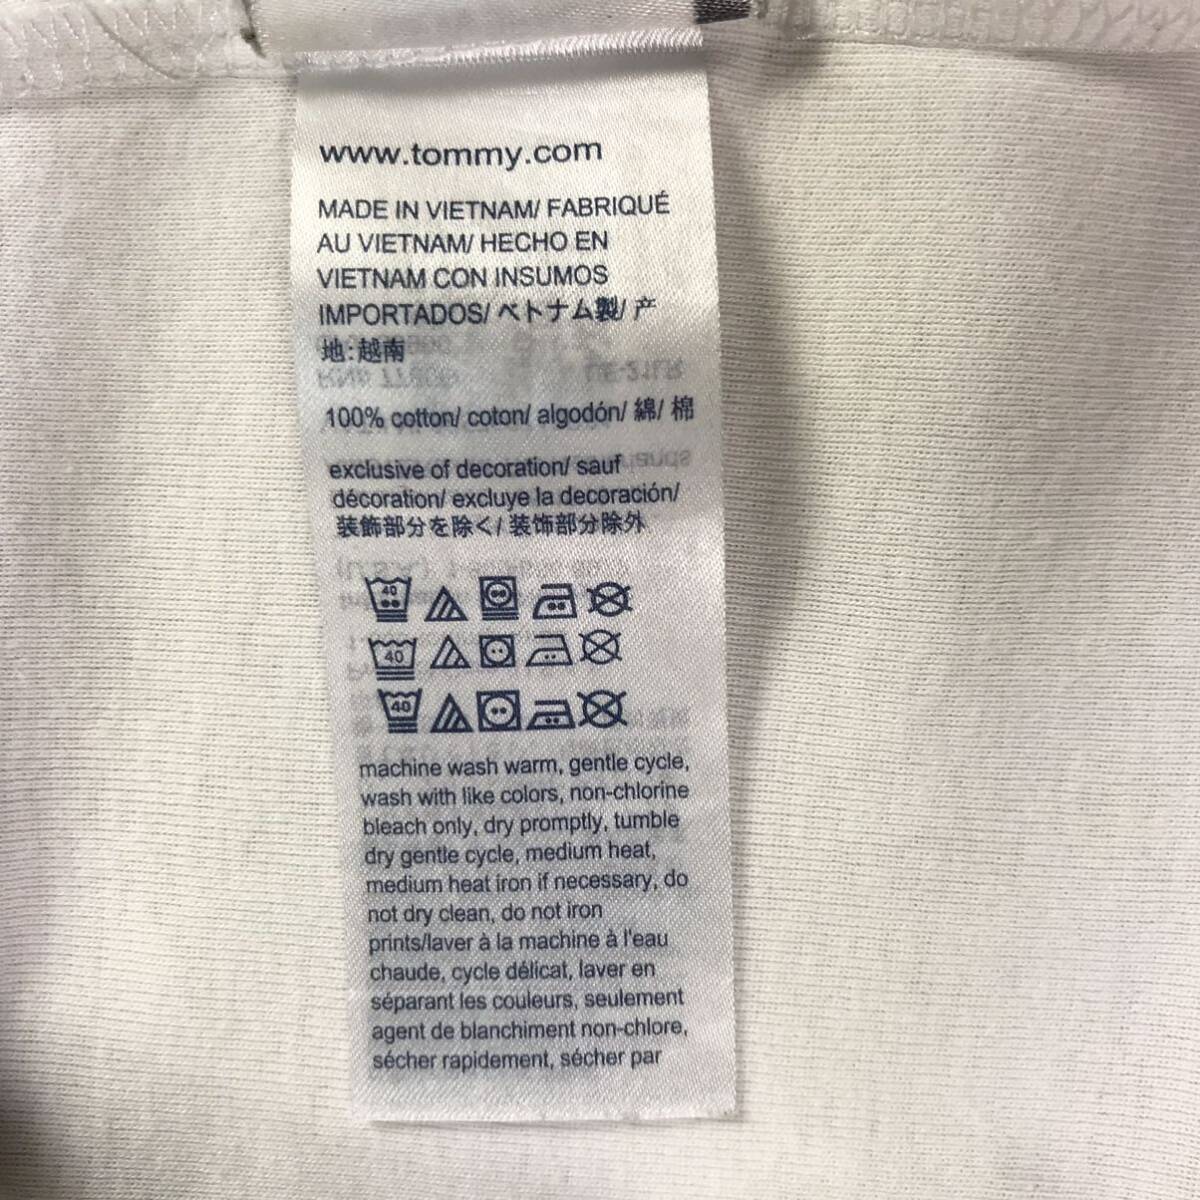 www.tommy.com
MADE IN VIETNAM/ FABRIQUÉ
AU VIETNAM/ HECHO EN
VIETNAM CON INSUMOS
IMPORTADOS/ ベトナム製/ 产
地:越南
100% cotton/ coton/ algodón/ 綿/ 棉
exclusive of decoration/ sauf
décoration/ excluye la decoración/
装飾部分を除く/ 装饰部分除外
40
40
40
machine wash warm, gentle cycle,
wash with like colors, non-chlorine
bleach only, dry promptly, tumble
dry gentle cycle, medium heat,
medium heat iron if necessary, do
not dry clean, do not iron
prints/laver à la machine à l'eau
chaude, cycle délicat, laver en
séparant les couleurs, seulement
agent de blanchiment non-chlore,
sécher rapidement, sécher par